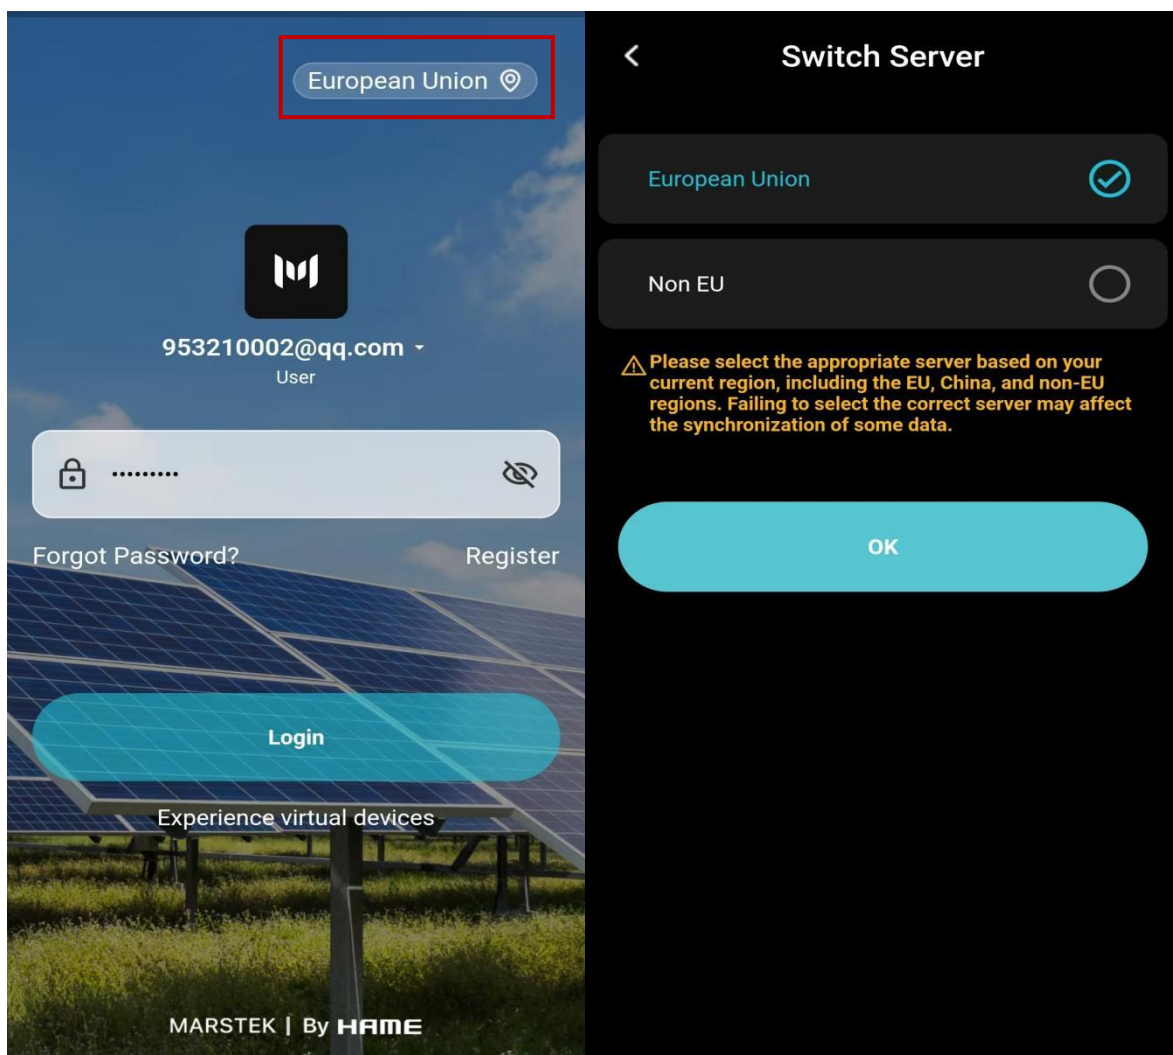 European Union
953210002@qq.com
User
•••••••••
Forgot Password?
Register
Login
Experience virtual devices
MARSTEK | By HAME
Switch Server
European Union
Non EU
Please select the appropriate server based on your
current region, including the EU, China, and non-EU
regions. Failing to select the correct server may affect
the synchronization of some data.
OK